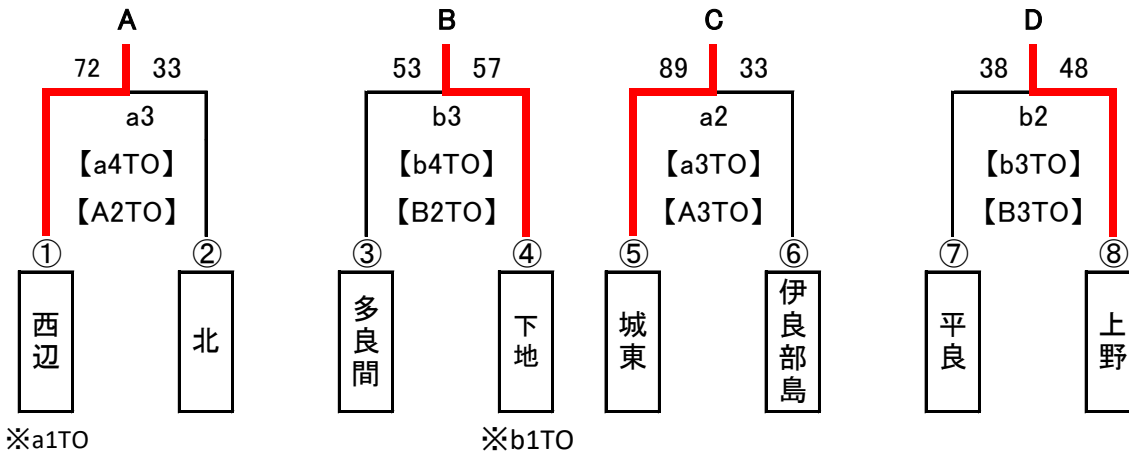 A B C D
72 33 53 57 89 33 38 48
a3 b3 a2 b2
【a4TO】 【b4TO】 【a3TO】 【b3TO】
【A2TO】 【B2TO】 【A3TO】 【B3TO】
① ② ③ ④ ⑤ ⑥ ⑦ ⑧
西辺 北 多良間 下地 城東 伊良部島 平良 上野
※a1TO ※b1TO